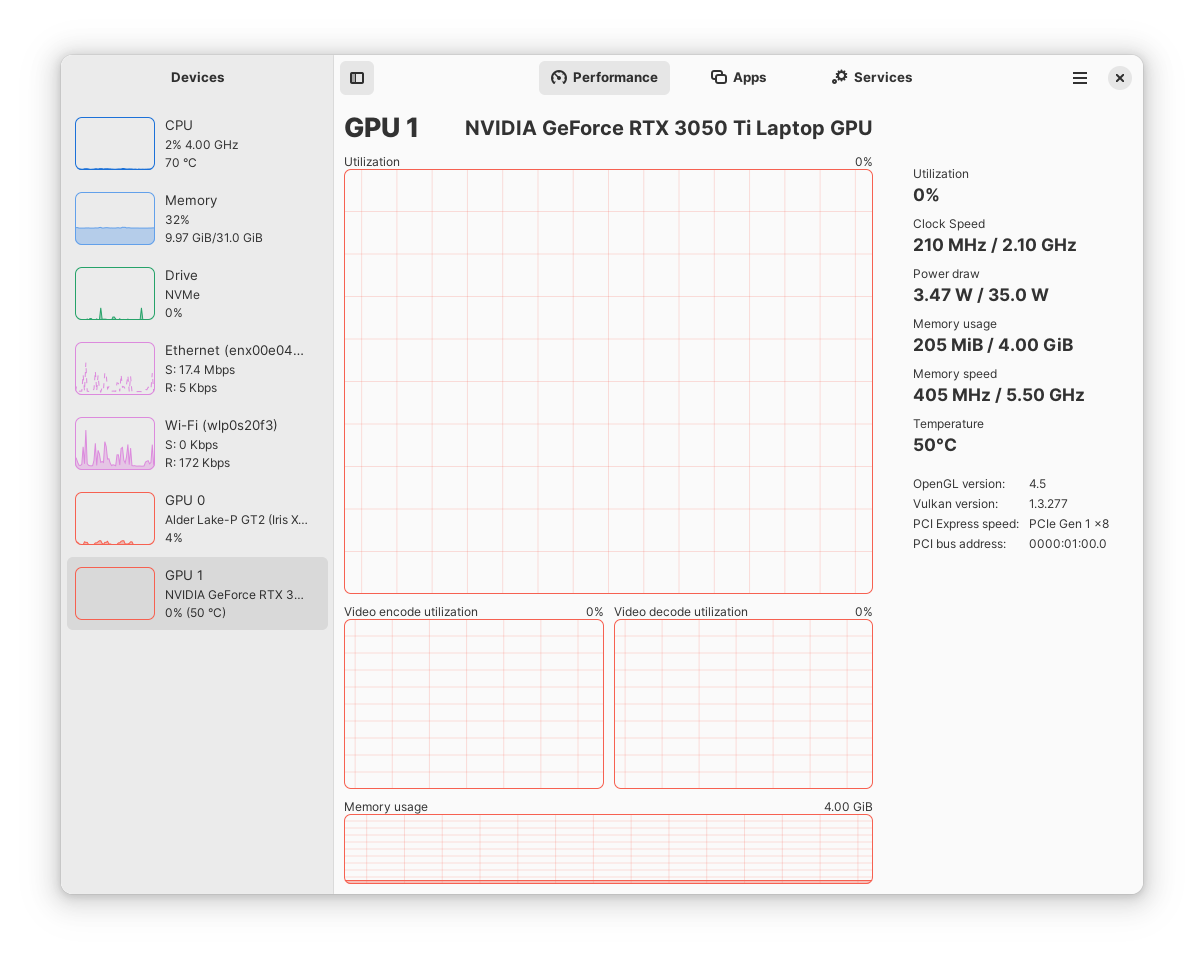 Devices
Performance
Apps
Services
CPU
2% 4.00 GHz
70 °C
Memory
32%
9.97 GiB/31.0 GiB
Drive
NVMe
0%
Ethernet (enx00e04...
S: 17.4 Mbps
R: 5 Kbps
Wi-Fi (wlp0s20f3)
S: 0 Kbps
R: 172 Kbps
GPU 0
Alder Lake-P GT2 (Iris X...
4%
GPU 1
NVIDIA GeForce RTX 3...
0% (50 °C)
GPU 1 NVIDIA GeForce RTX 3050 Ti Laptop GPU
Utilization 0%
Video encode utilization 0%
Video decode utilization 0%
Memory usage 4.00 GiB
Utilization
0%
Clock Speed
210 MHz / 2.10 GHz
Power draw
3.47 W / 35.0 W
Memory usage
205 MiB / 4.00 GiB
Memory speed
405 MHz / 5.50 GHz
Temperature
50°C
OpenGL version: 4.5
Vulkan version: 1.3.277
PCI Express speed: PCIe Gen 1 ×8
PCI bus address: 0000:01:00.0